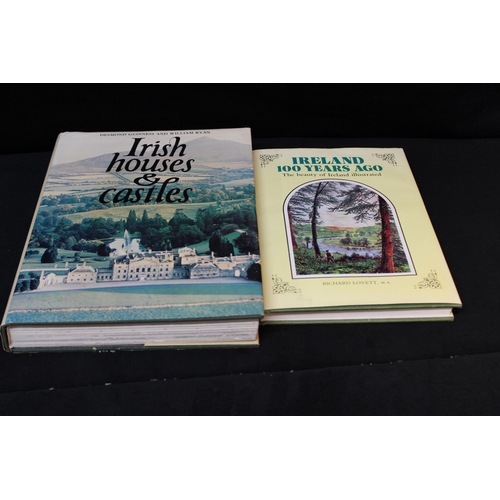 DESMOND GUINNESS AND WILLIAM RYAN
Irish
houses
&
castles
IRELAND
100 YEARS AGO
The beauty of Ireland illustrated
RICHARD LOVETT, M.A.